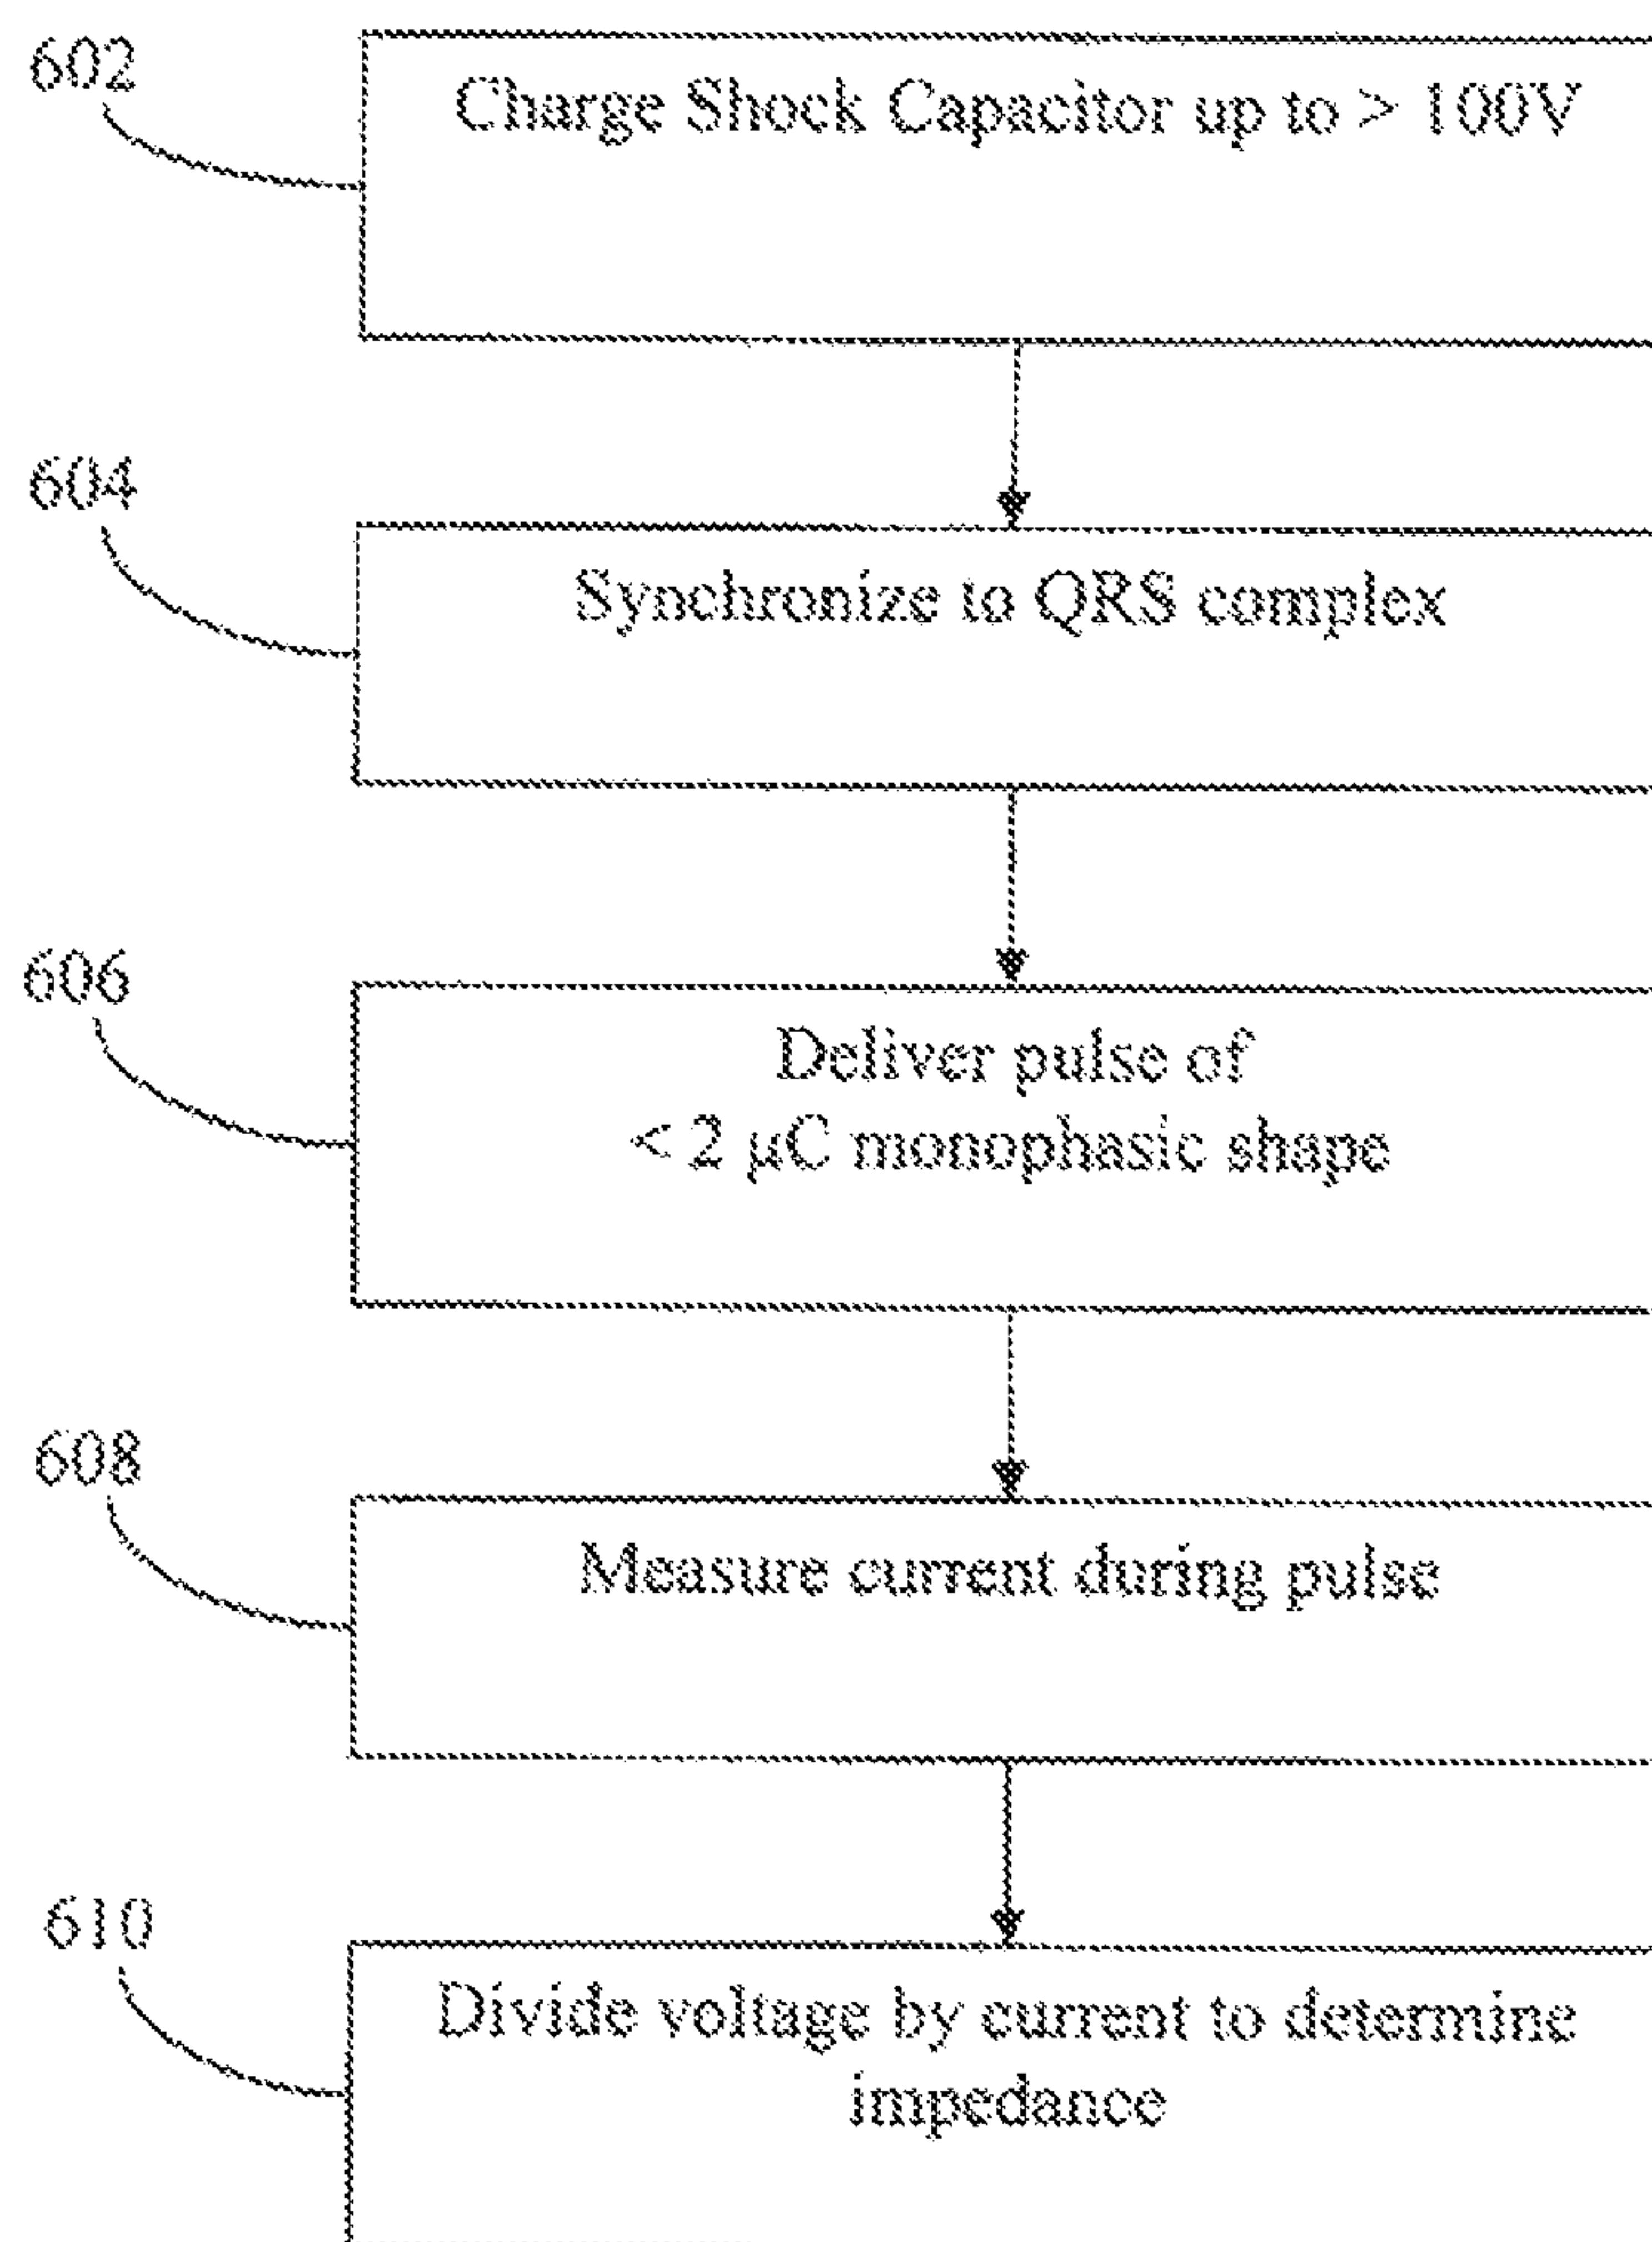 602
Charge Shock Capacitor up to > 100V
604
Synchronize to QRS complex
606
Deliver pulse of
< 2 μC monophasic shape
608
Measure current during pulse
610
Divide voltage by current to determine
impedance